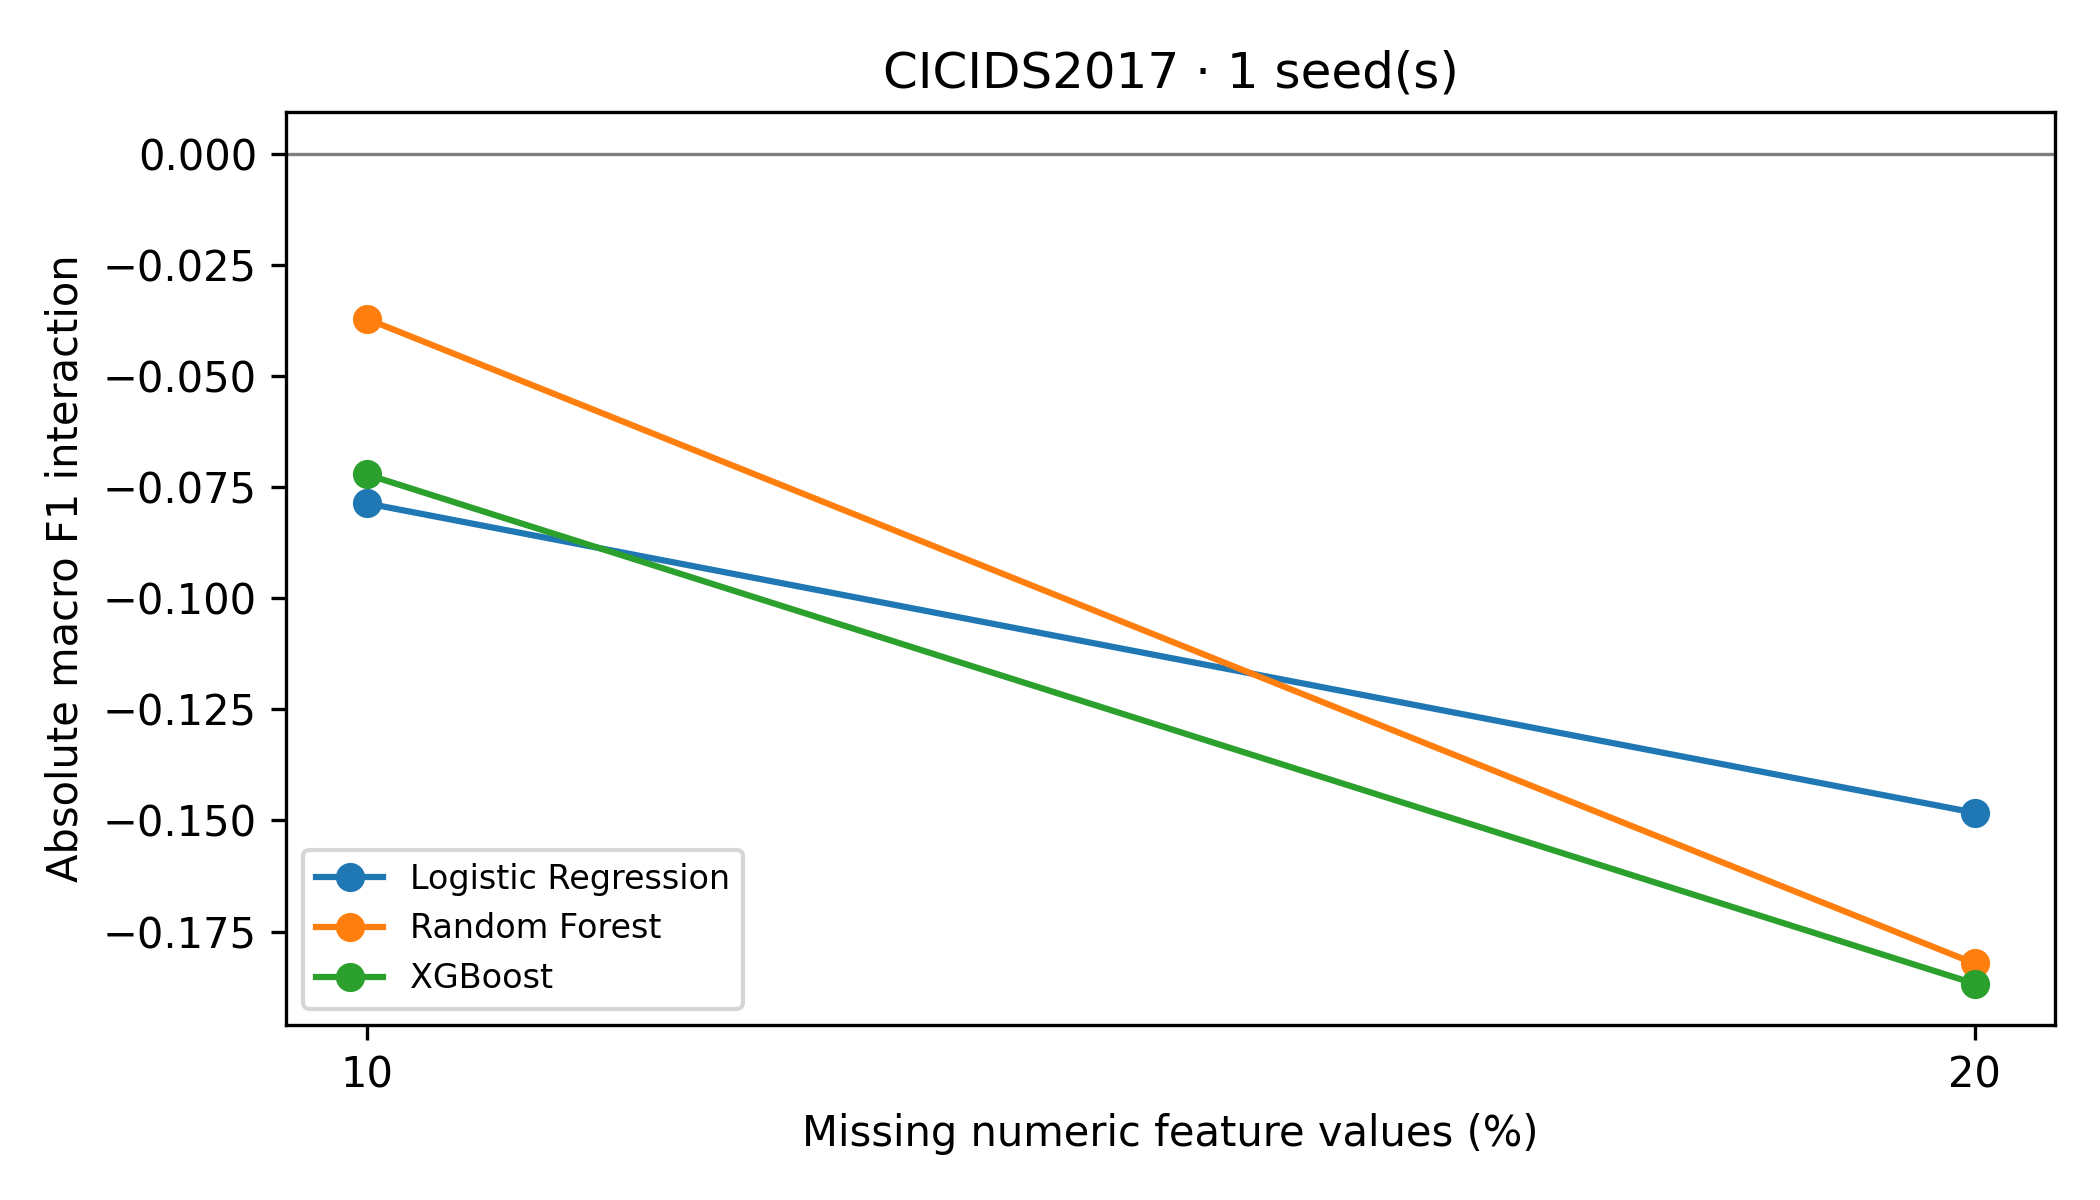 CICIDS2017 · 1 seed(s)
Absolute macro F1 interaction
0.000
−0.025
−0.050
−0.075
−0.100
−0.125
−0.150
−0.175
Logistic Regression
Random Forest
XGBoost
10
20
Missing numeric feature values (%)